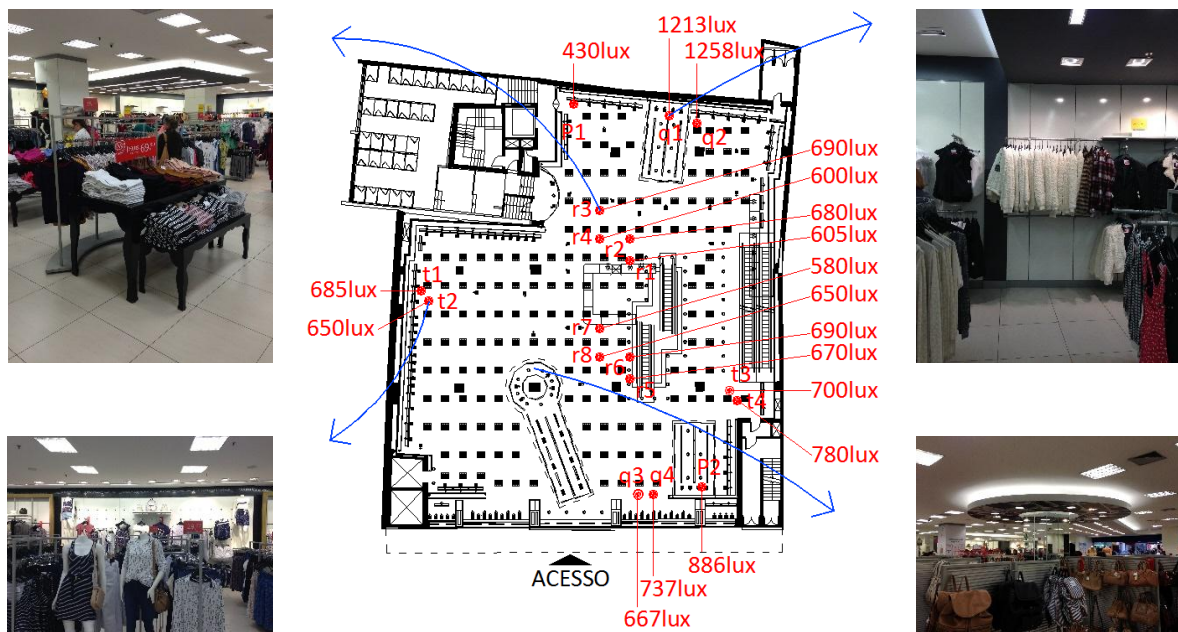 1213lux
1258lux
430lux
P1
q1
q2
690lux
600lux
r3
r4
680lux
r2
605lux
r1
t1
580lux
685lux
t2
650lux
650lux
r7
690lux
r8
r6
670lux
r5
t3
700lux
t4
780lux
q3
q4
P2
886lux
ACESSO
737lux
667lux